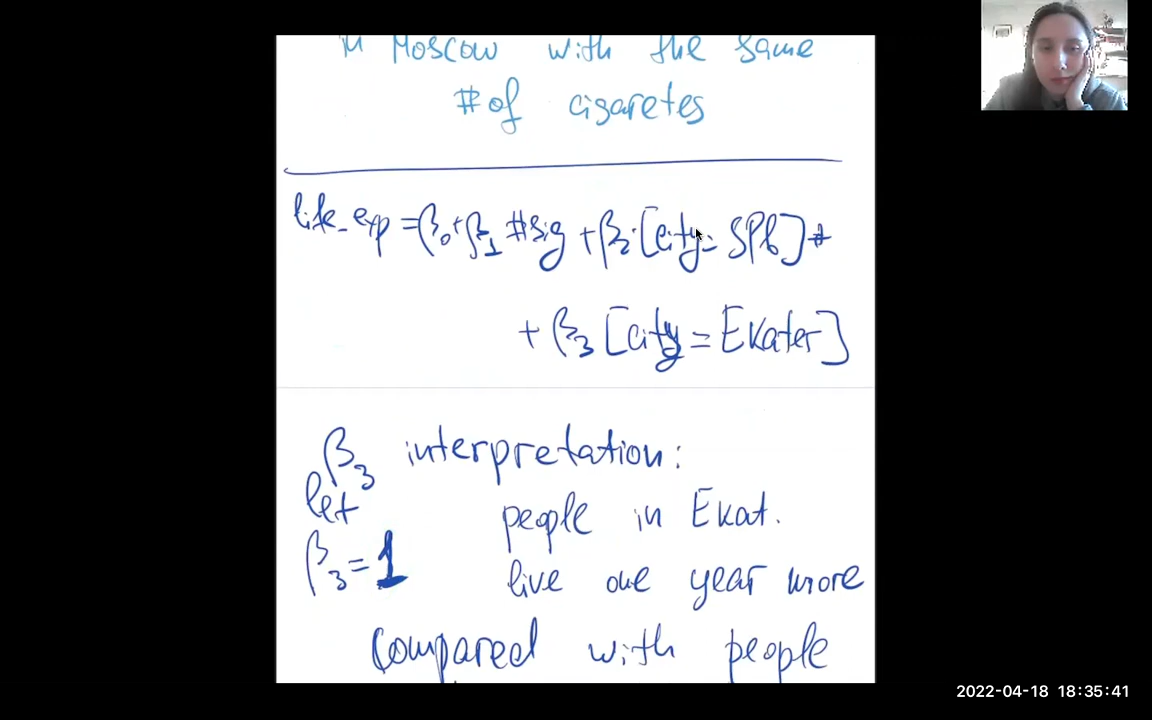 in Moscow with the same
# of cigaretes
life_exp = β₀ + β₁ #sig + β₂·[city = SPb] +
+ β₃ [city = Ekater]
β₃ interpretation:
let
people in Ekat.
β₃ = 1
live one year more
compared with people
2022-04-18 18:35:41